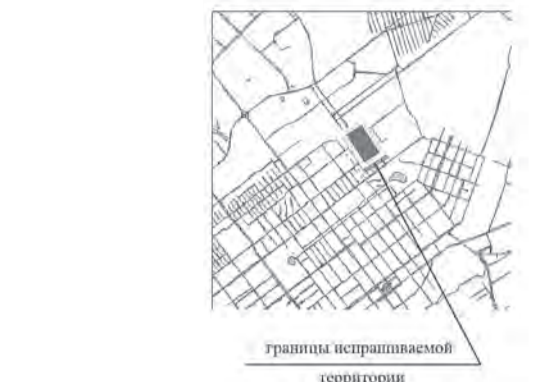 границы испрашиваемой
территории